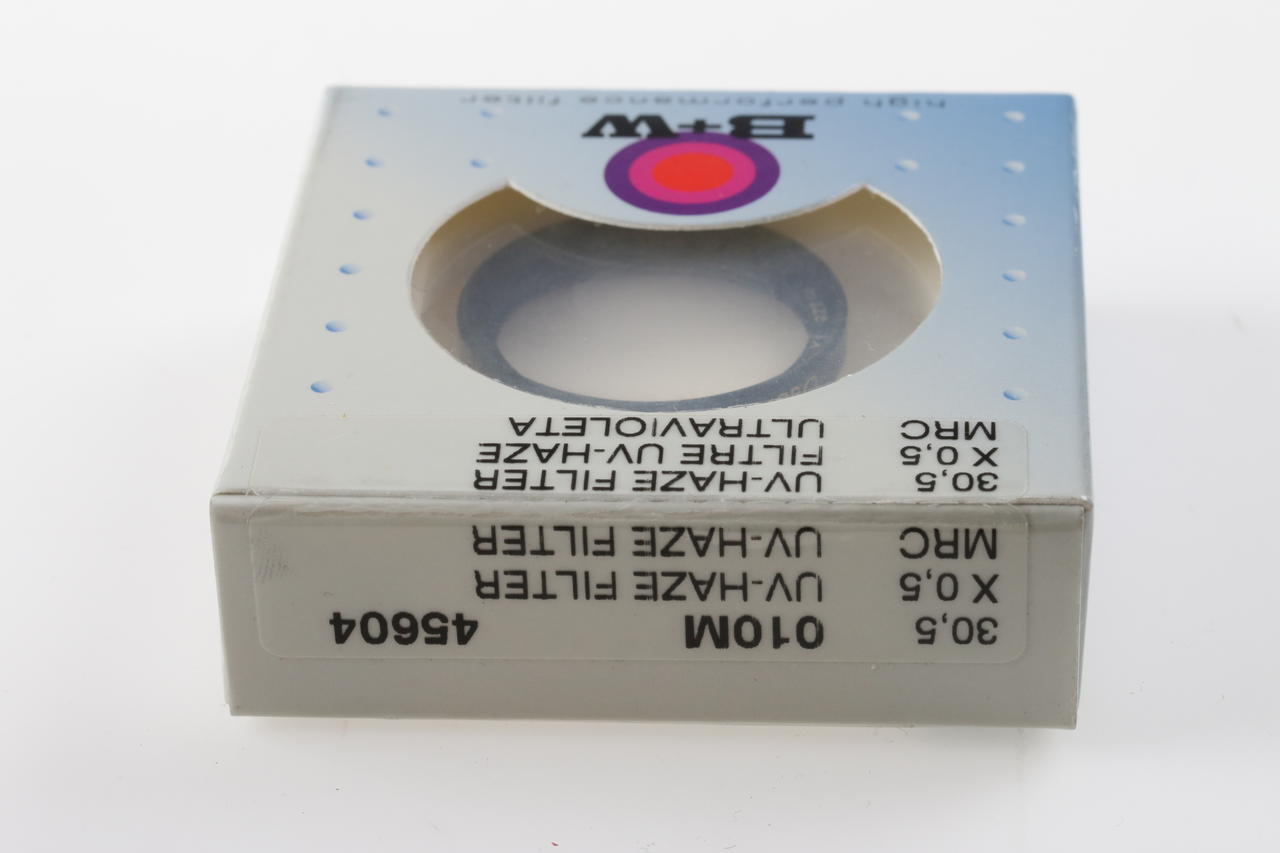 30,5 010M 45604
X 0,5 UV-HAZE FILTER
MRC UV-HAZE FILTER
30,5 UV-HAZE FILTER
X 0,5 FILTRE UV-HAZE
MRC ULTRAVIOLETA
B+W
high performance filter